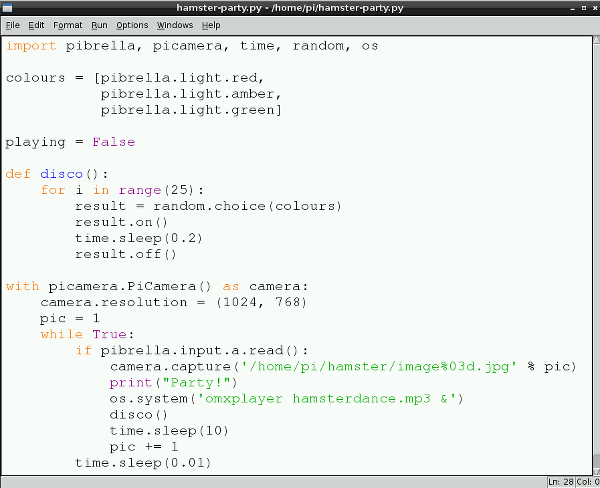 hamster-party.py - /home/pi/hamster-party.py
File Edit Format Run Options Windows Help
import pibrella, picamera, time, random, os
colours = [pibrella.light.red,
pibrella.light.amber,
pibrella.light.green]
playing = False
def disco():
for i in range(25):
result = random.choice(colours)
result.on()
time.sleep(0.2)
result.off()
with picamera.PiCamera() as camera:
camera.resolution = (1024, 768)
pic = 1
while True:
if pibrella.input.a.read():
camera.capture('/home/pi/hamster/image%03d.jpg' % pic)
print("Party!")
os.system('omxplayer hamsterdance.mp3 &')
disco()
time.sleep(10)
pic += 1
time.sleep(0.01)
Ln: 28 Col: 0